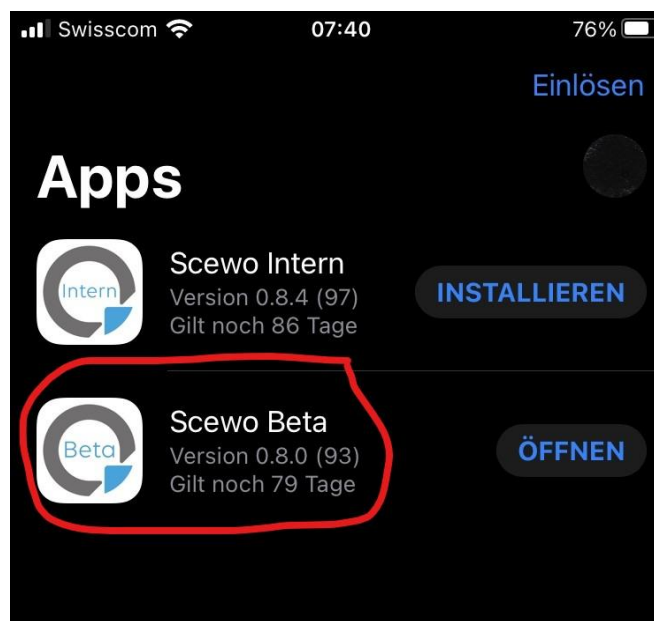 Swisscom 07:40 76%
Einlösen
Apps
Intern
Scewo Intern
Version 0.8.4 (97)
Gilt noch 86 Tage
INSTALLIEREN
Beta
Scewo Beta
Version 0.8.0 (93)
Gilt noch 79 Tage
ÖFFNEN